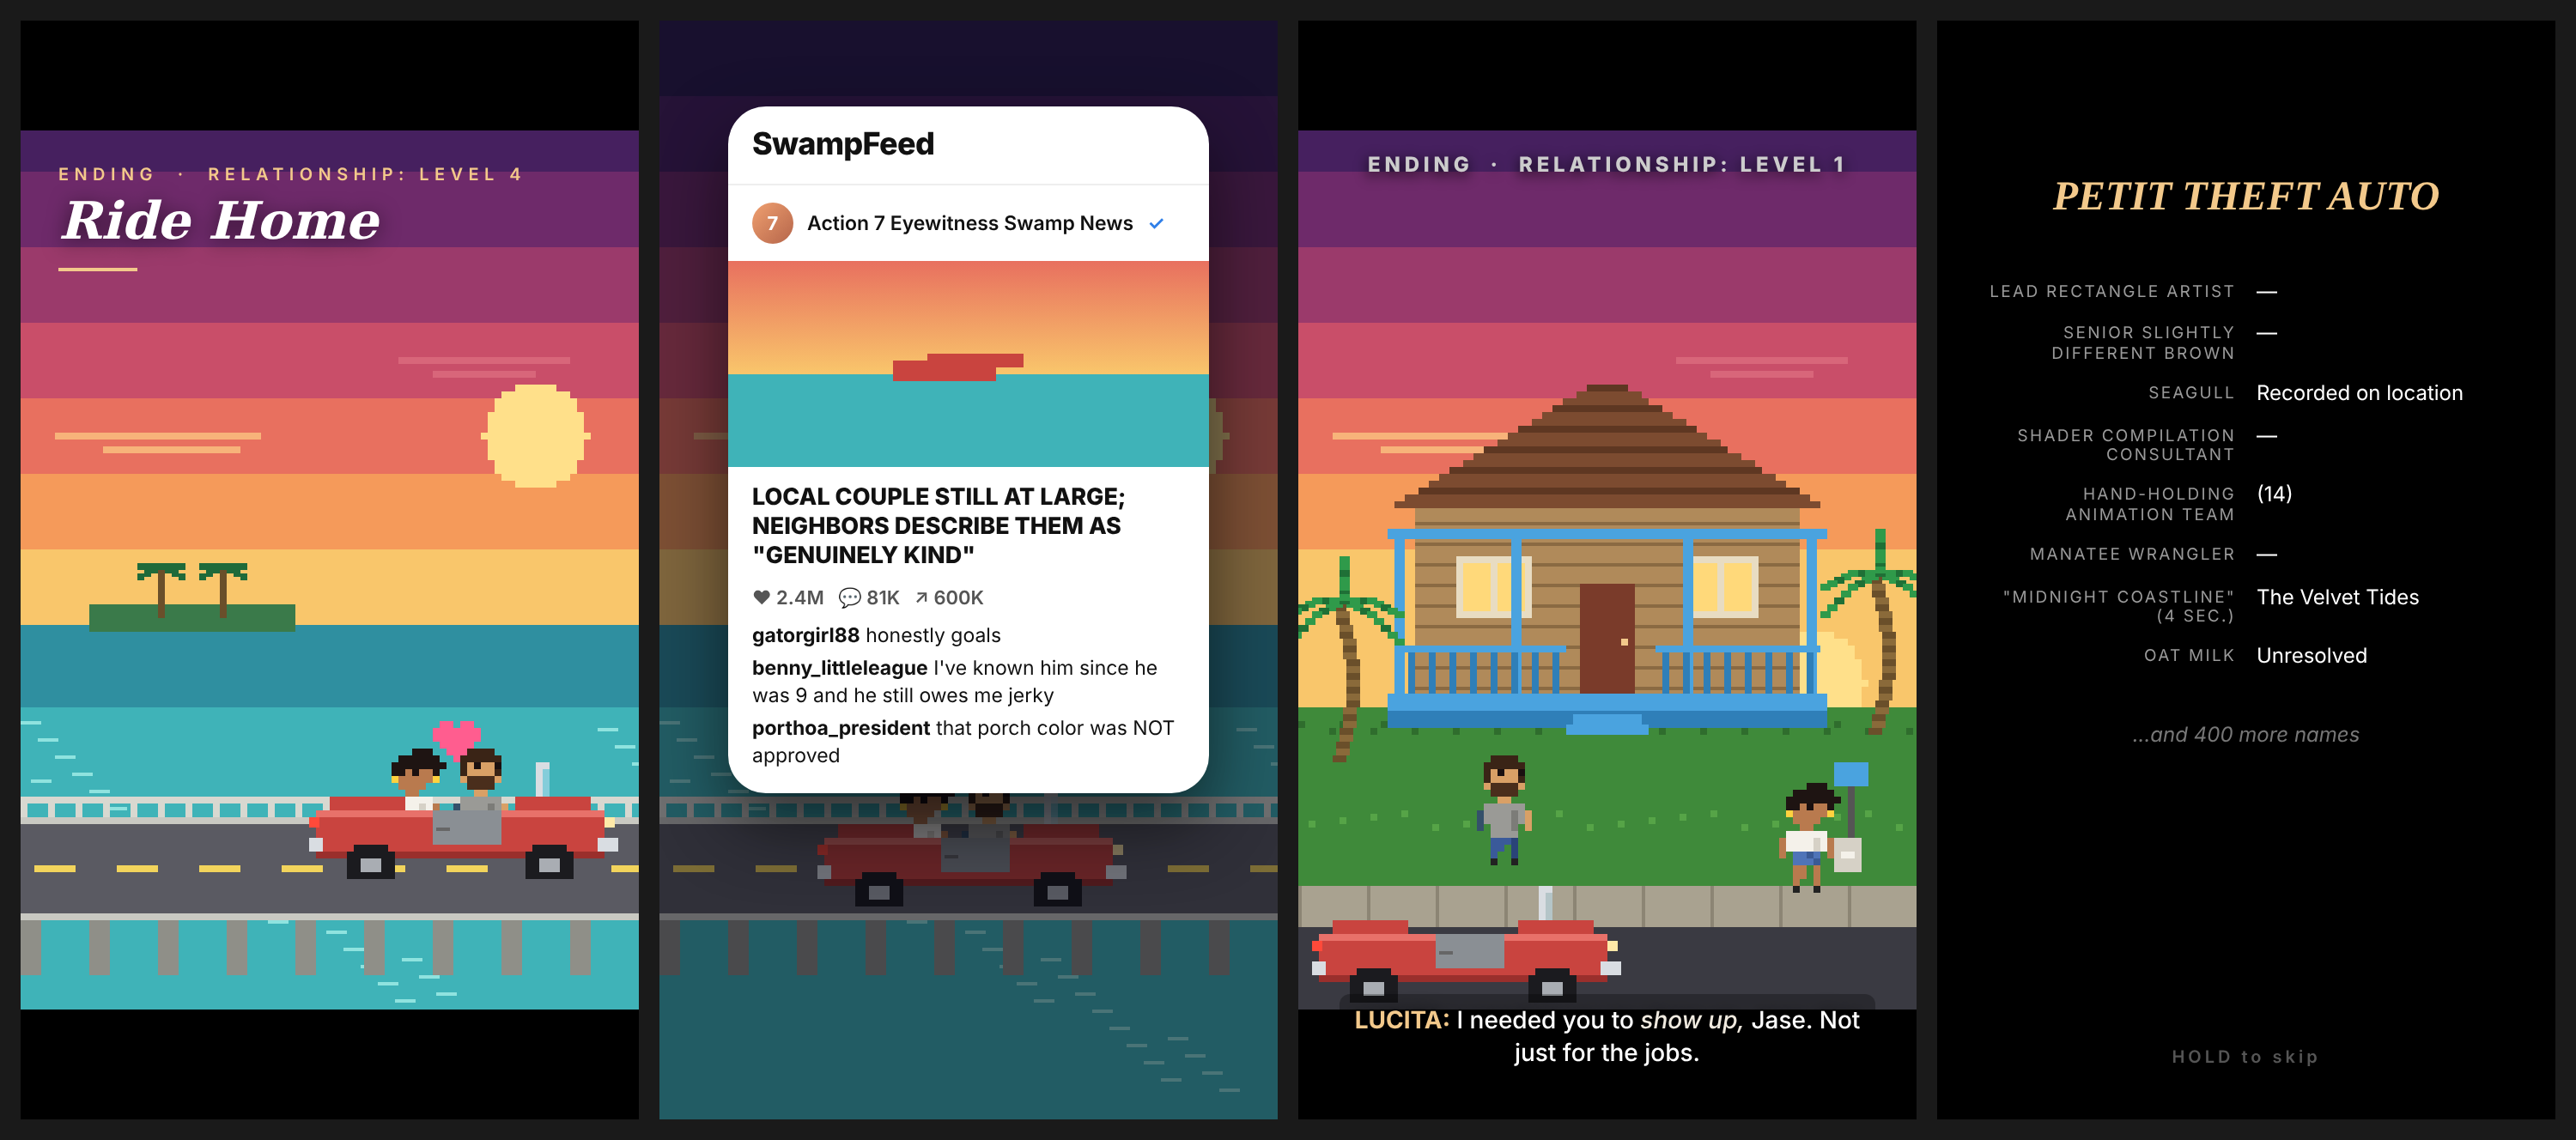 ENDING · RELATIONSHIP: LEVEL 4
Ride Home
SwampFeed
7 Action 7 Eyewitness Swamp News ✓
LOCAL COUPLE STILL AT LARGE;
NEIGHBORS DESCRIBE THEM AS
"GENUINELY KIND"
♥ 2.4M 💬 81K ↗ 600K
gatorgirl88 honestly goals
benny_littleleague I've known him since he
was 9 and he still owes me jerky
porthoa_president that porch color was NOT
approved
ENDING · RELATIONSHIP: LEVEL 1
LUCITA: I needed you to show up, Jase. Not
just for the jobs.
PETIT THEFT AUTO
LEAD RECTANGLE ARTIST —
SENIOR SLIGHTLY —
DIFFERENT BROWN
SEAGULL Recorded on location
SHADER COMPILATION —
CONSULTANT
HAND-HOLDING (14)
ANIMATION TEAM
MANATEE WRANGLER —
"MIDNIGHT COASTLINE" The Velvet Tides
(4 SEC.)
OAT MILK Unresolved
...and 400 more names
HOLD to skip